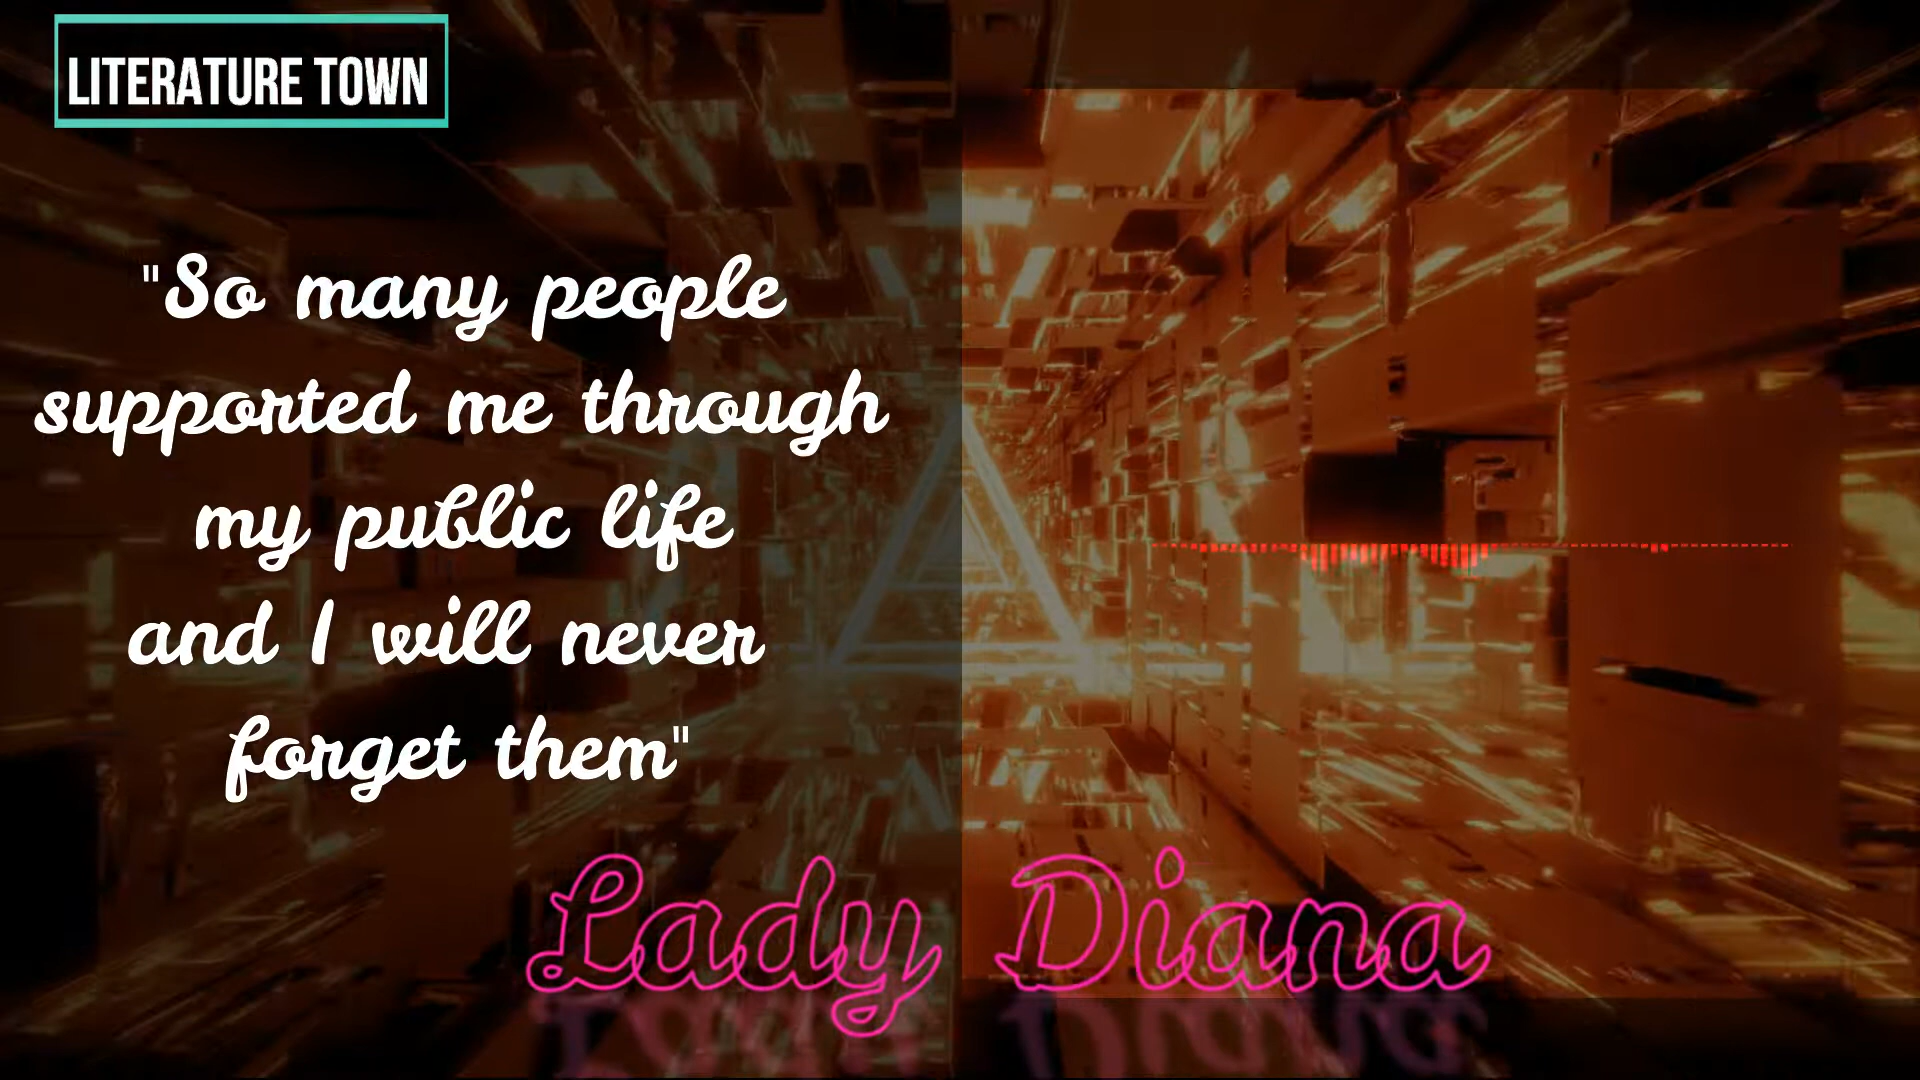 LITERATURE TOWN
"So many people
supported me through
my public life
and I will never
forget them"
Lady Diana